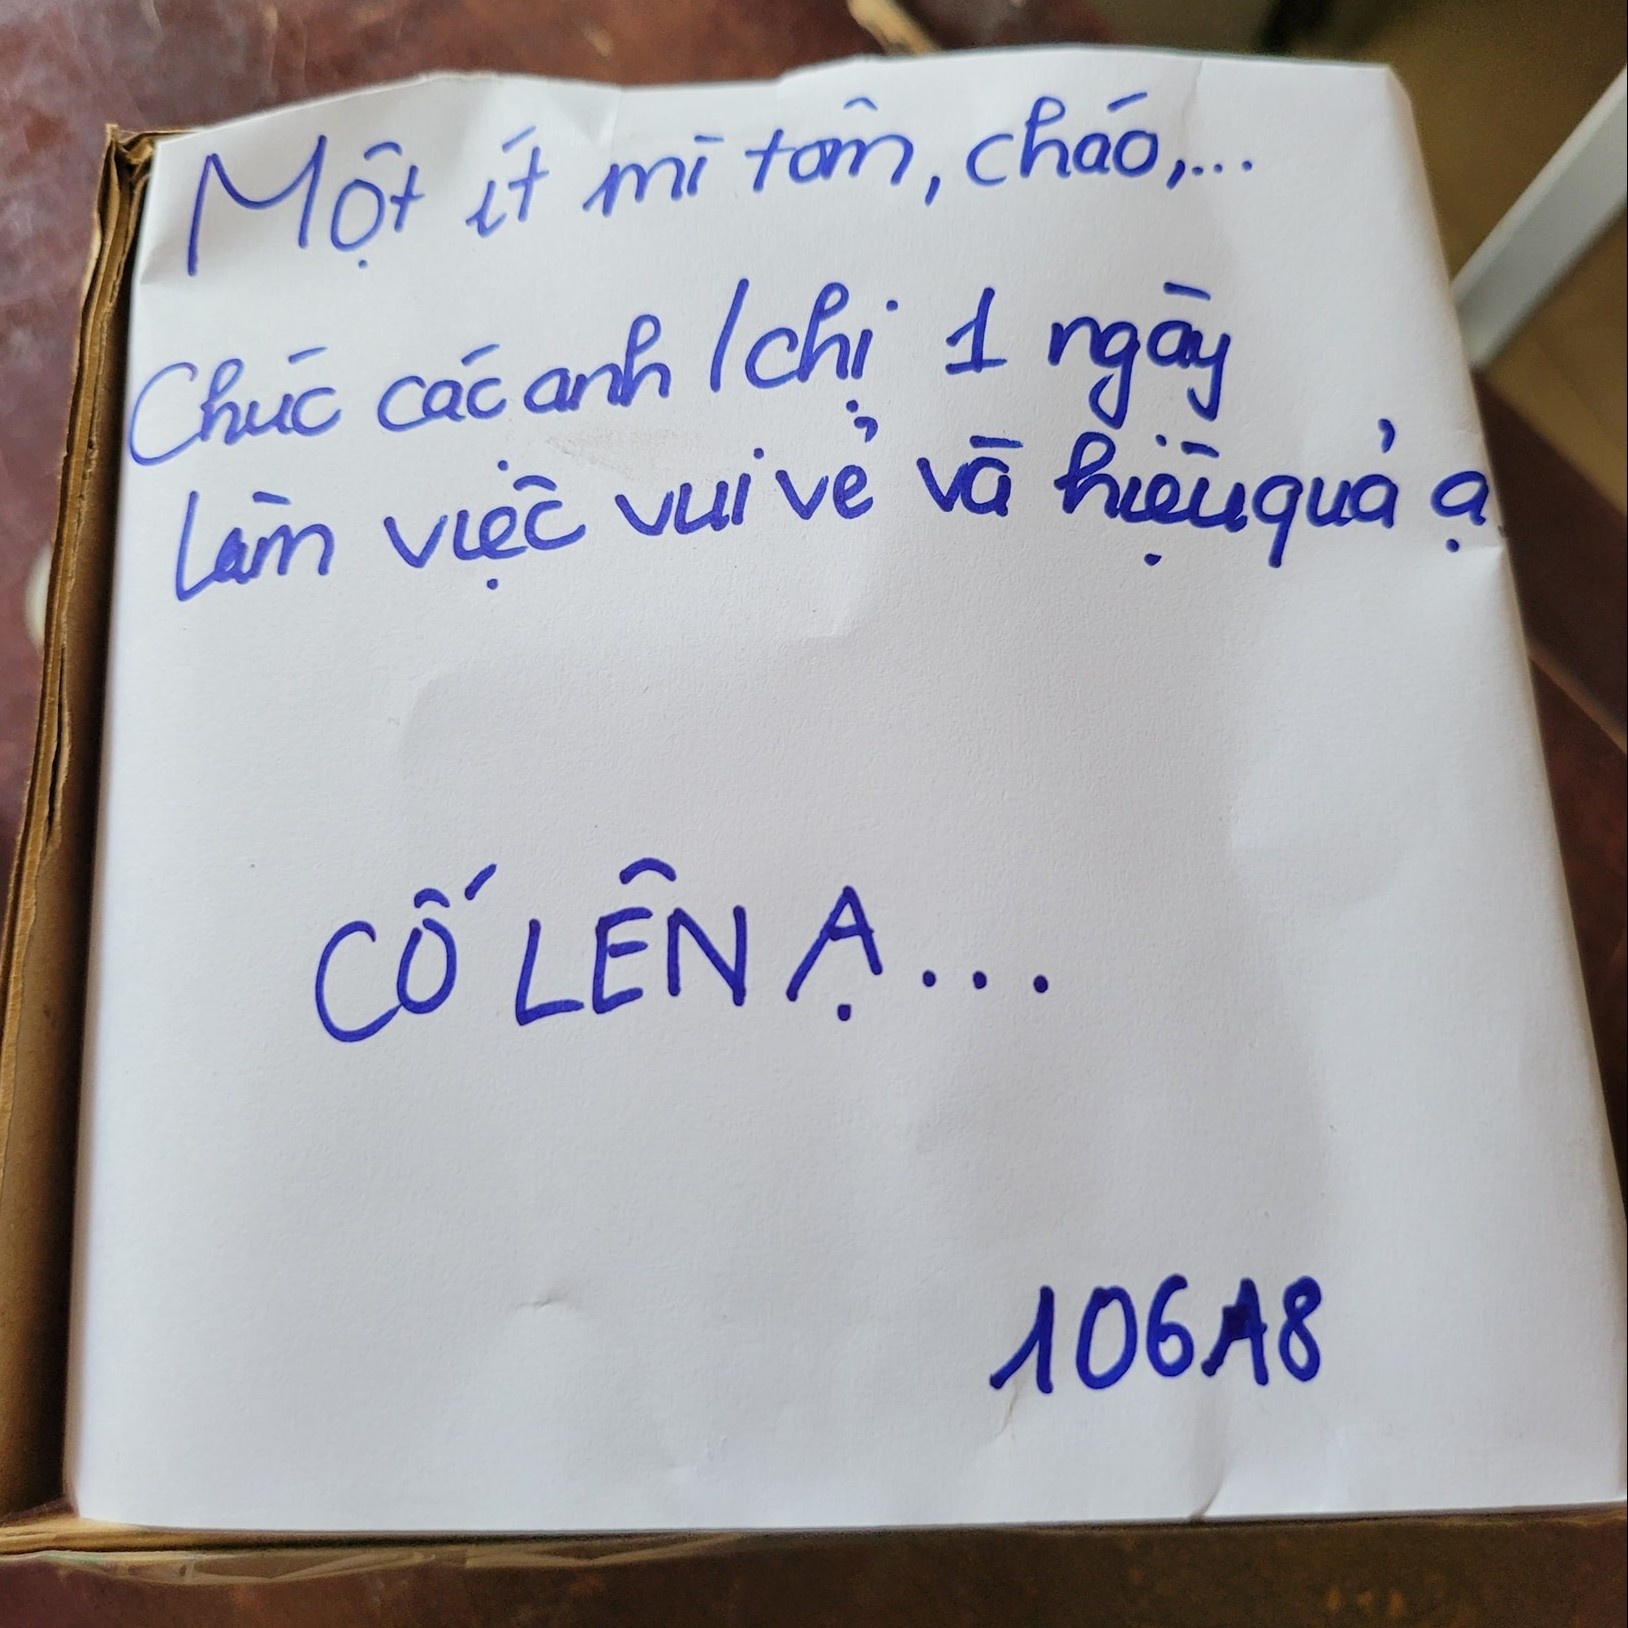 Một ít mì tôm, cháo,...
Chúc các anh/chị 1 ngày
làm việc vui vẻ và hiệu quả ạ
CỐ LÊN Ạ...
106A8